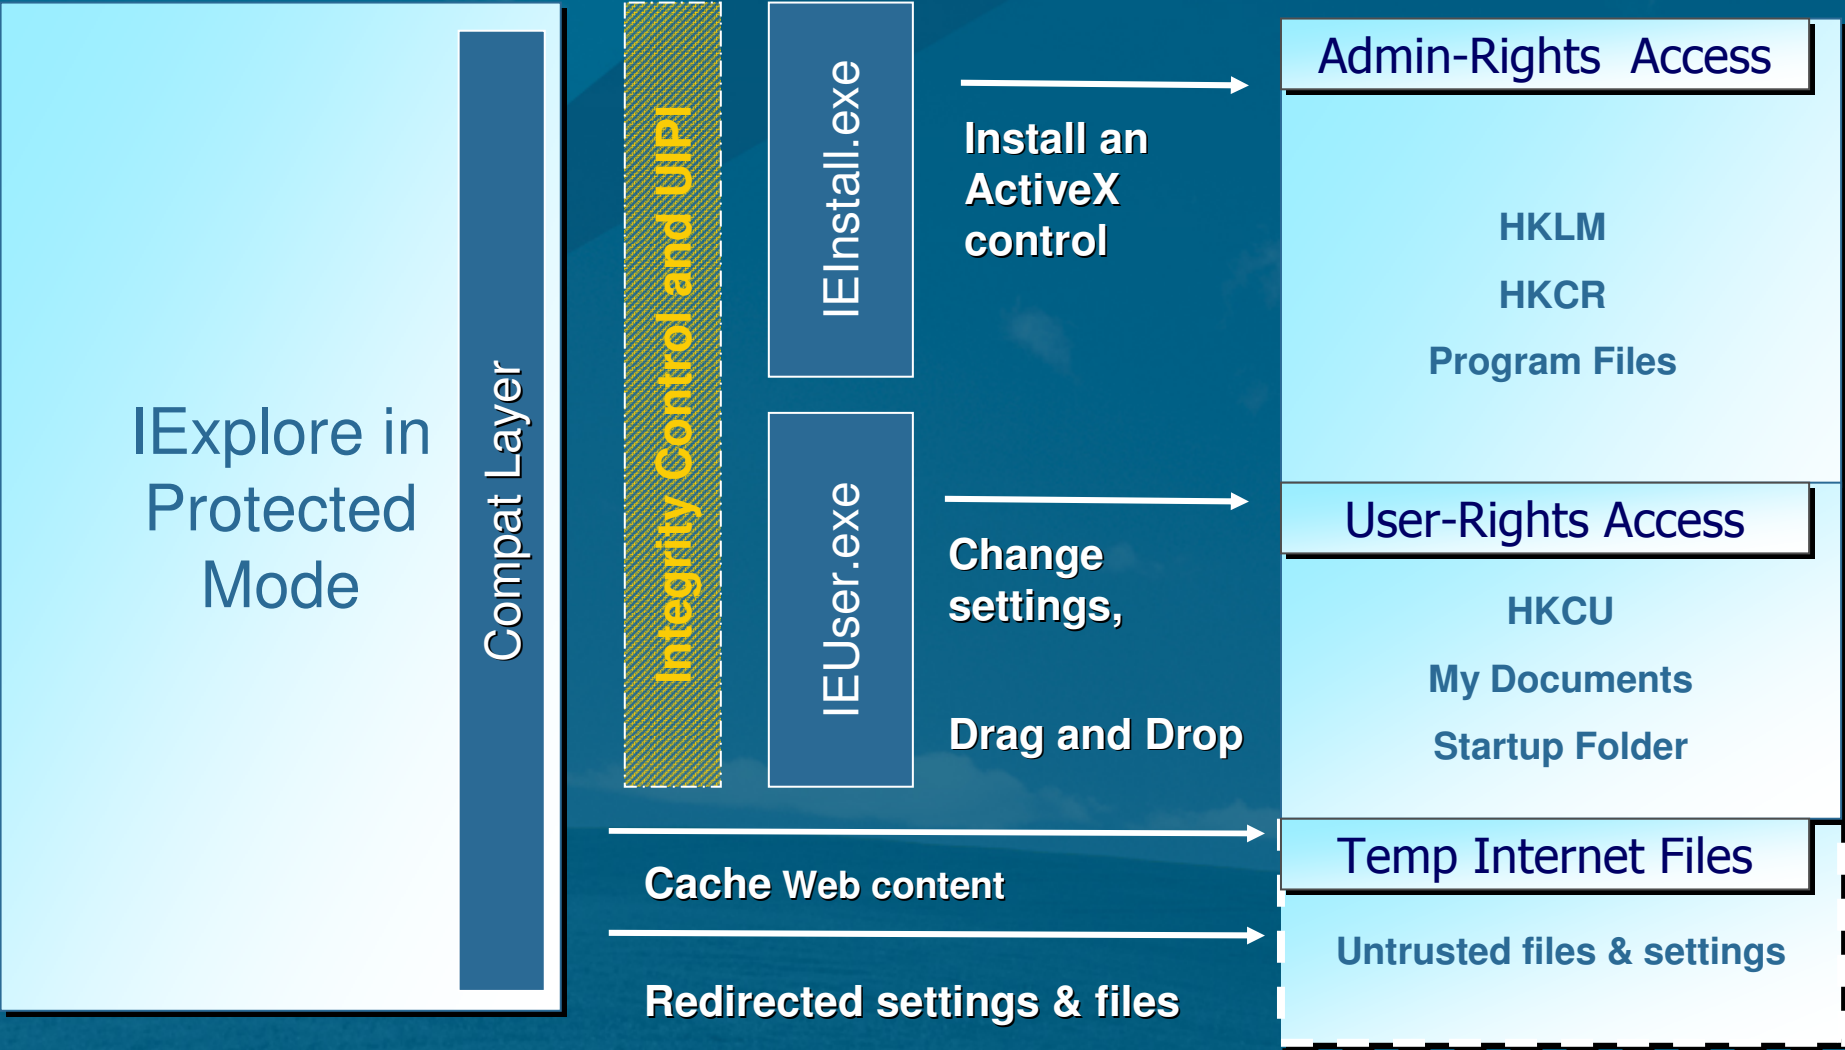 IExplore in
Protected
Mode
Compat Layer
Integrity Control and UIPI
IEInstall.exe
Install an
ActiveX
control
IEUser.exe
Change
settings,
Drag and Drop
Cache Web content
Redirected settings & files
Admin-Rights  Access
HKLM
HKCR
Program Files
User-Rights Access
HKCU
My Documents
Startup Folder
Temp Internet Files
Untrusted files & settings